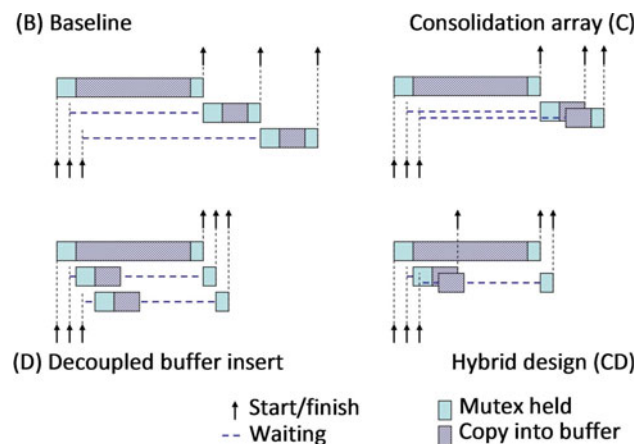 (B) Baseline
Consolidation array (C)
(D) Decoupled buffer insert
Hybrid design (CD)
Start/finish
Mutex held
Waiting
Copy into buffer